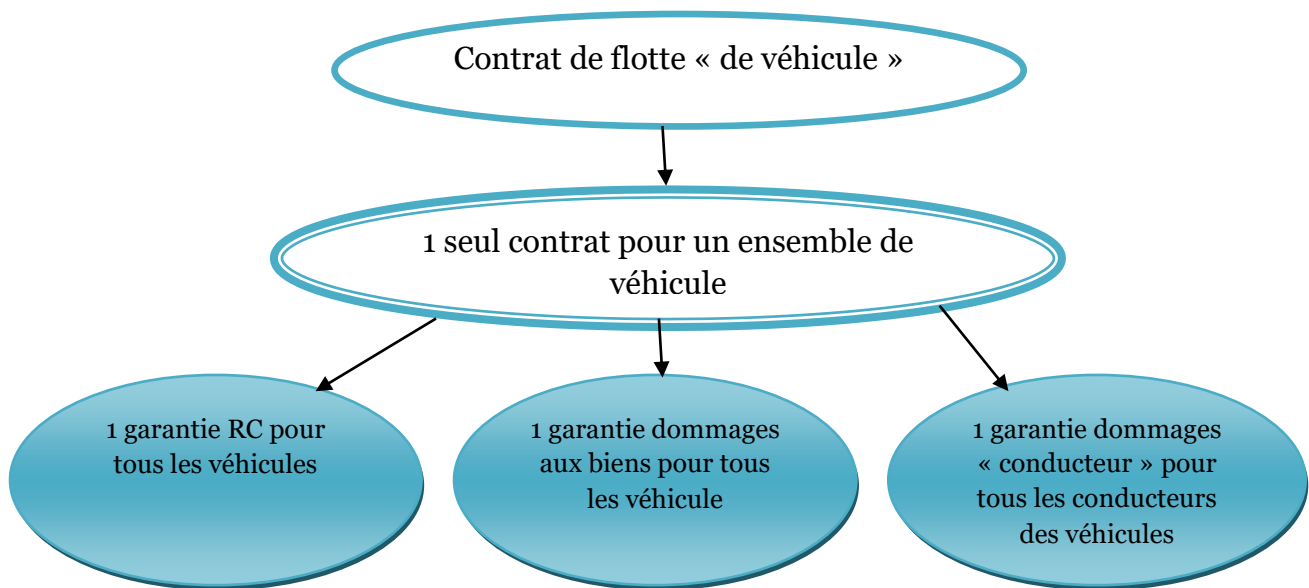 Contrat de flotte « de véhicule »
1 seul contrat pour un ensemble de
véhicule
1 garantie RC pour
tous les véhicules
1 garantie dommages
aux biens pour tous
les véhicule
1 garantie dommages
« conducteur » pour
tous les conducteurs
des véhicules